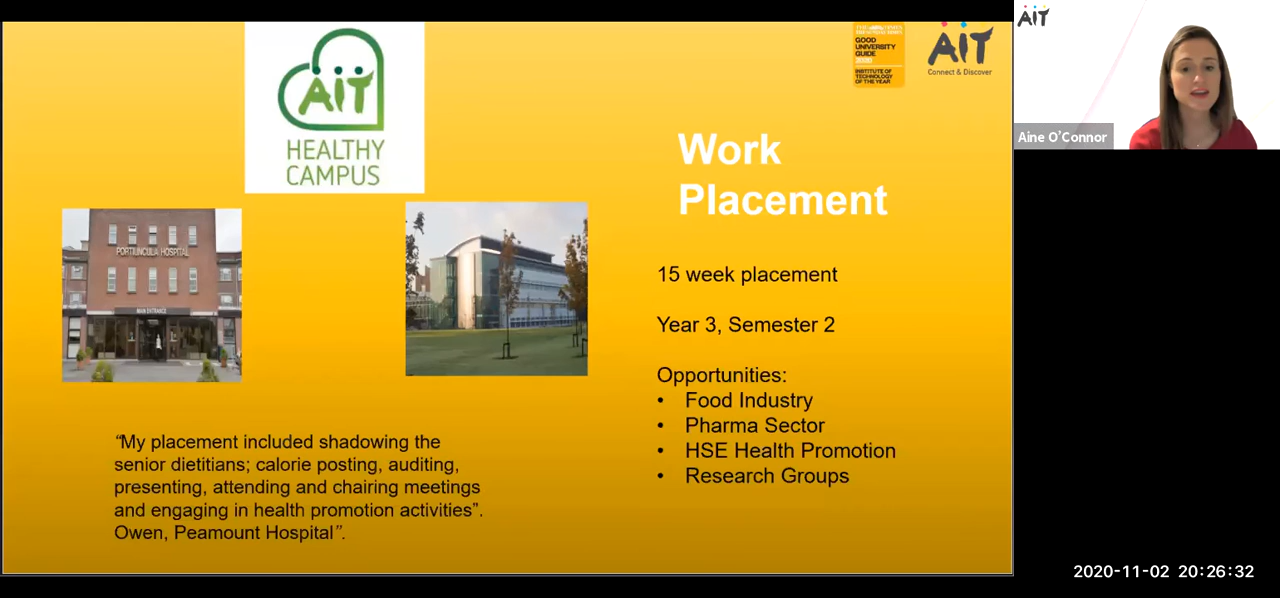 AiT
HEALTHY
CAMPUS
GOOD
UNIVERSITY
GUIDE
2020
INSTITUTE OF
TECHNOLOGY
OF THE YEAR
AiT
Connect & Discover
AiT
Aine O'Connor
Work
Placement
PORTIUNCULA HOSPITAL
MAIN ENTRANCE
15 week placement
Year 3, Semester 2
Opportunities:
• Food Industry
• Pharma Sector
• HSE Health Promotion
• Research Groups
“My placement included shadowing the
senior dietitians; calorie posting, auditing,
presenting, attending and chairing meetings
and engaging in health promotion activities”.
Owen, Peamount Hospital”.
2020-11-02 20:26:32